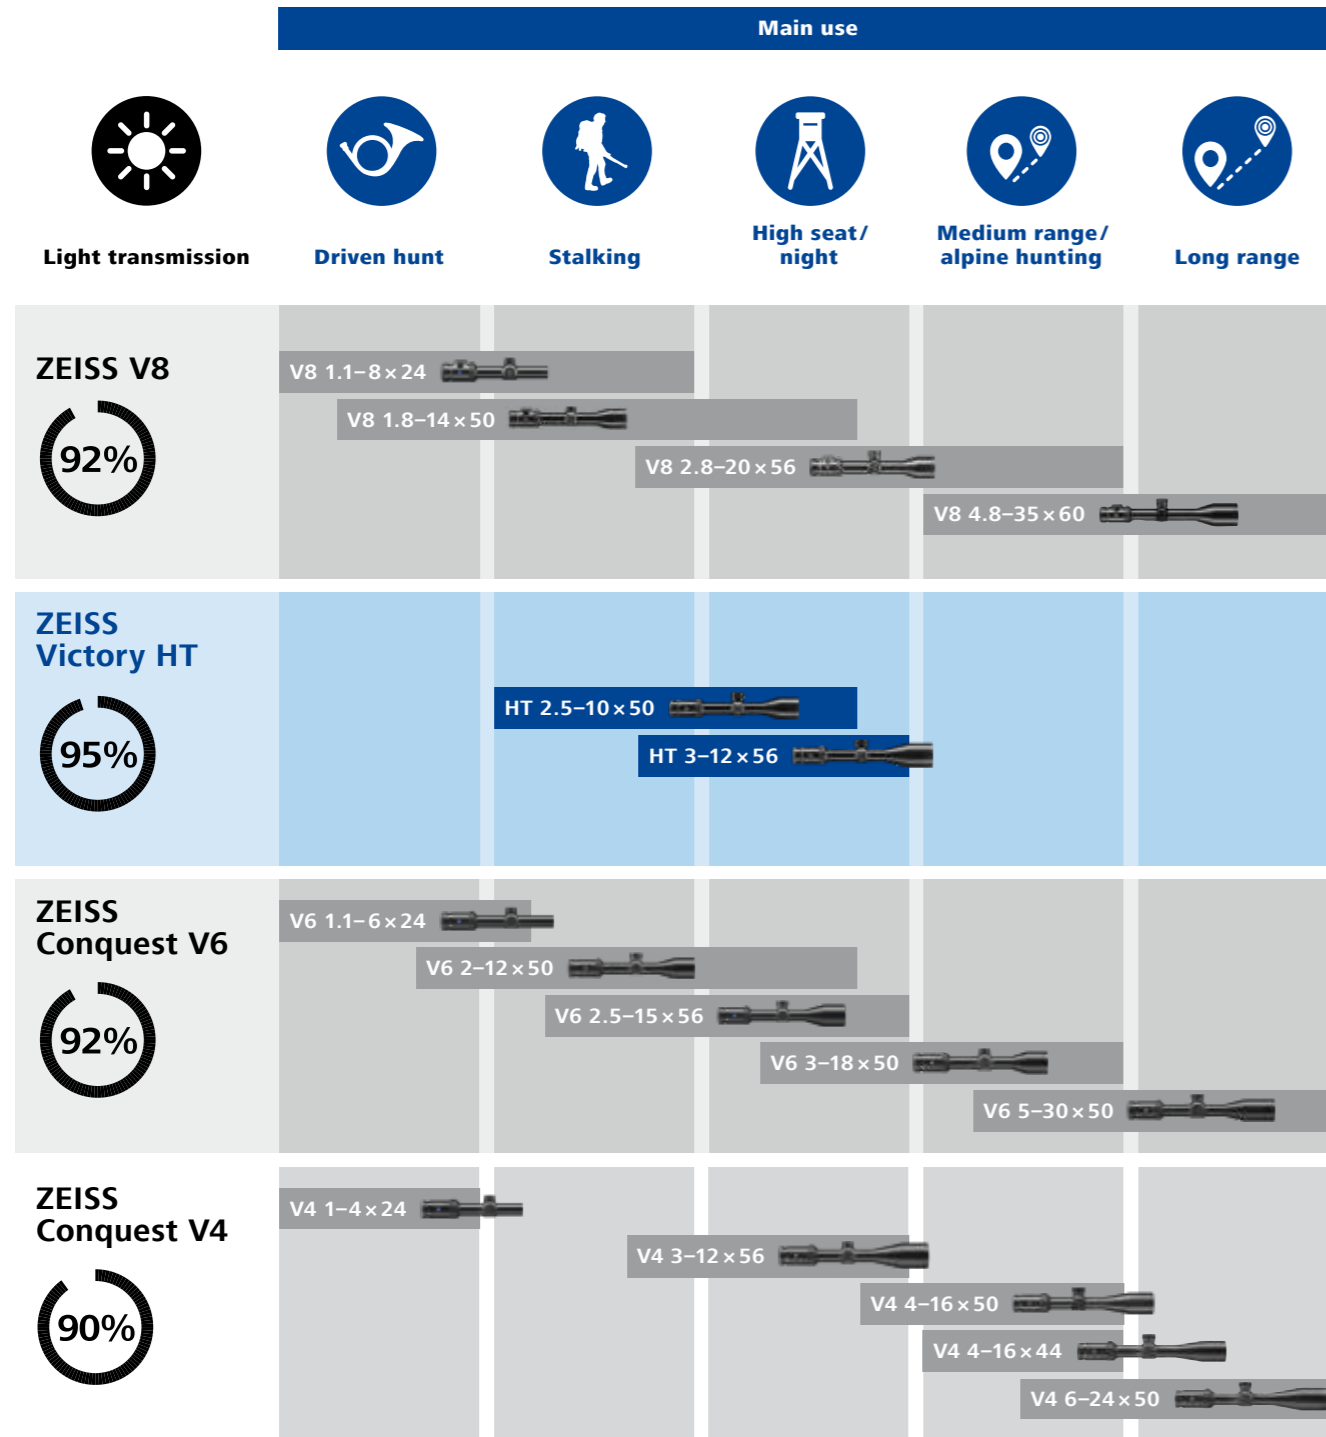 Main use
Light transmission
Driven hunt
Stalking
High seat/
night
Medium range/
alpine hunting
Long range
ZEISS V8
92%
V8 1.1–8×24
V8 1.8–14×50
V8 2.8–20×56
V8 4.8–35×60
ZEISS
Victory HT
95%
HT 2.5–10×50
HT 3–12×56
ZEISS
Conquest V6
92%
V6 1.1–6×24
V6 2–12×50
V6 2.5–15×56
V6 3–18×50
V6 5–30×50
ZEISS
Conquest V4
90%
V4 1–4×24
V4 3–12×56
V4 4–16×50
V4 4–16×44
V4 6–24×50